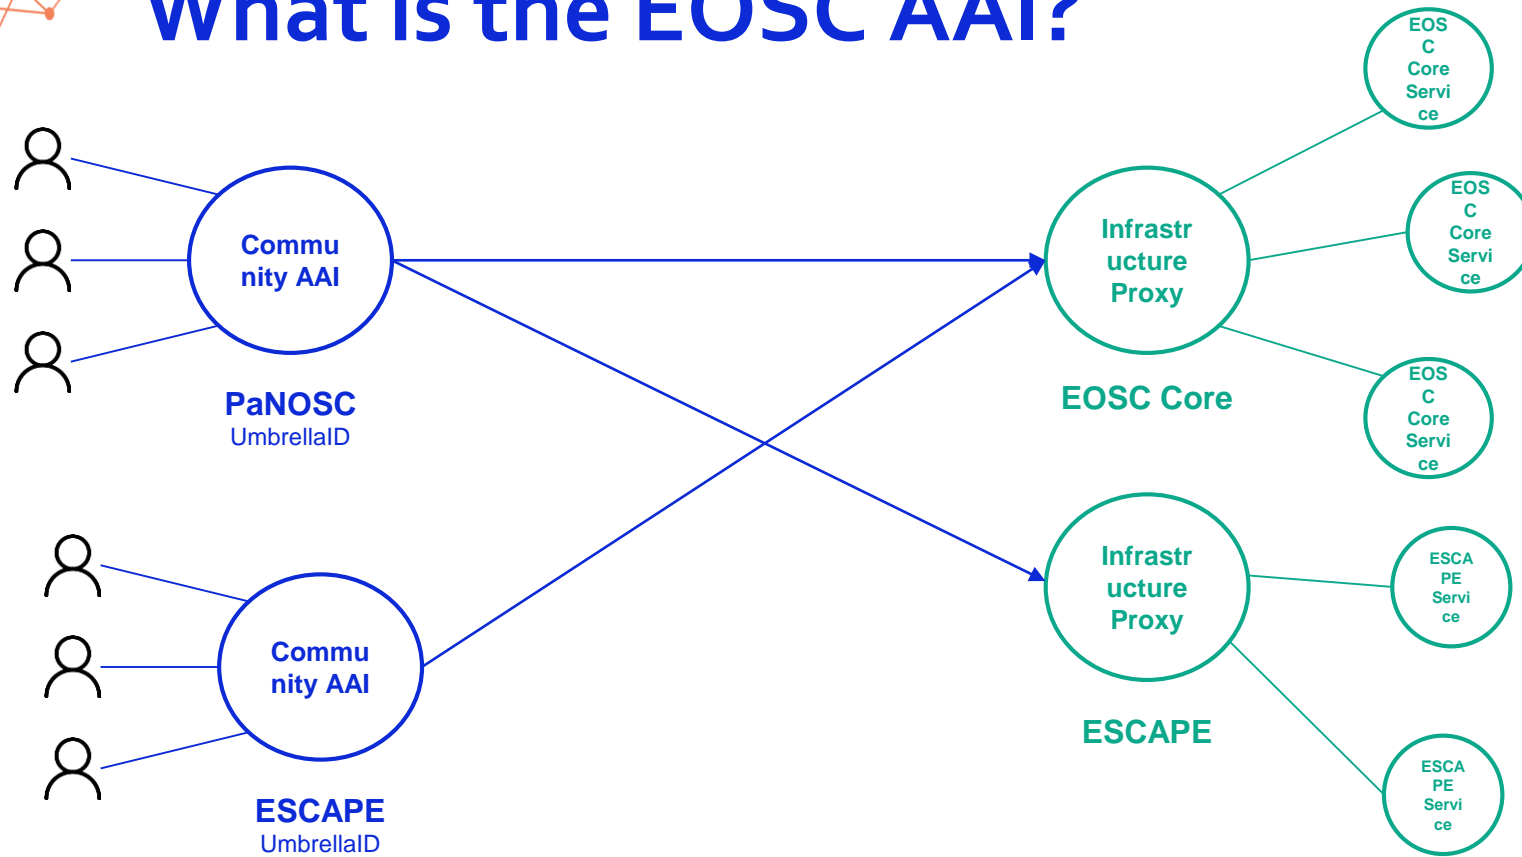 What is the EOSC AAI?
Commu
nity AAI
PaNOSC
UmbrellaID
Commu
nity AAI
ESCAPE
UmbrellaID
Infrastr
ucture
Proxy
EOSC Core
Infrastr
ucture
Proxy
ESCAPE
EOS
C
Core
Servi
ce
EOS
C
Core
Servi
ce
EOS
C
Core
Servi
ce
ESCA
PE
Servi
ce
ESCA
PE
Servi
ce